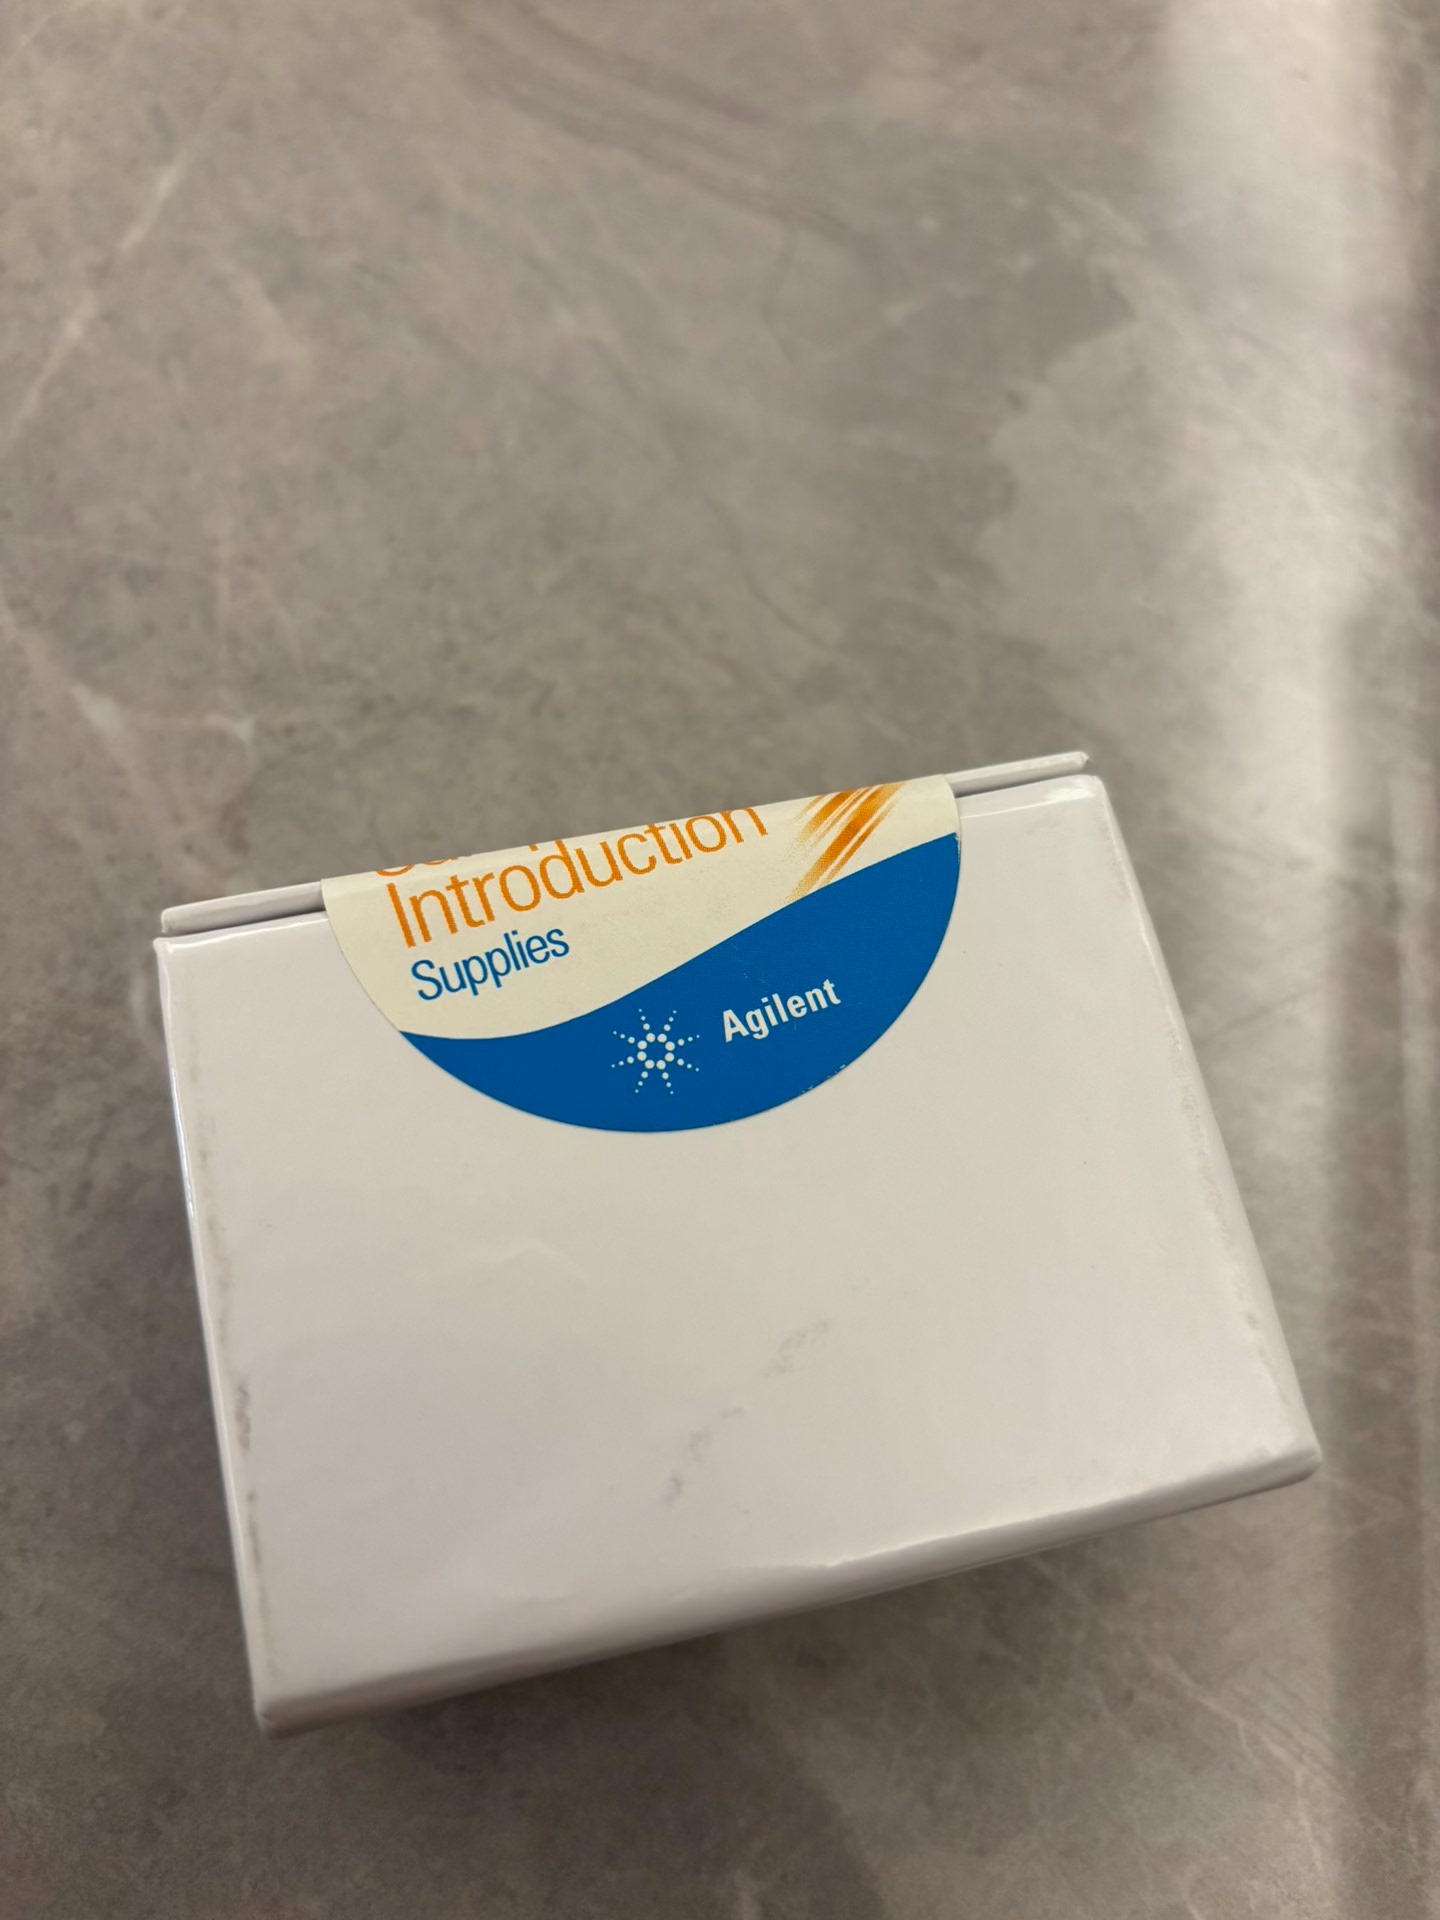 Introduction
Supplies
Agilent